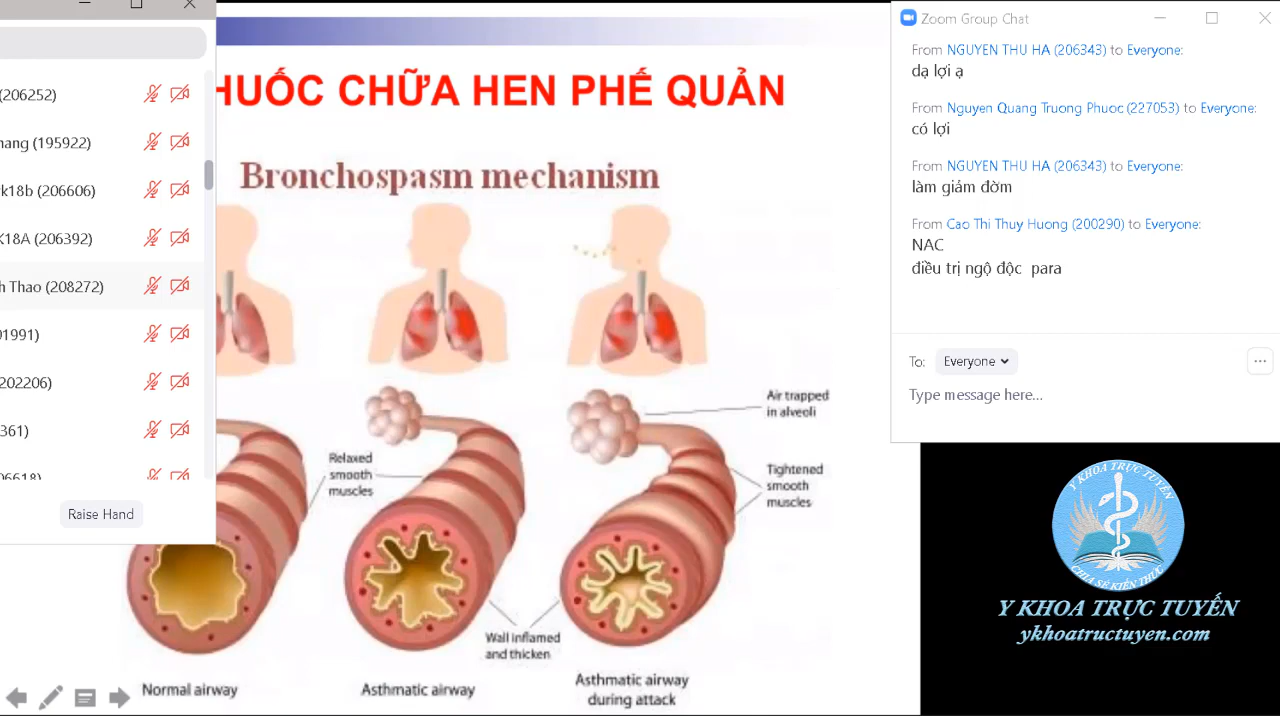 (206252)
hang (195922)
k18b (206606)
K18A (206392)
h Thao (208272)
01991)
202206)
361)
06618)
Raise Hand
HUỐC CHỮA HEN PHẾ QUẢN
Bronchospasm mechanism
Air trapped
in alveoli
Relaxed
smooth
muscles
Tightened
smooth
muscles
Wall inflamed
and thicken
Normal airway
Asthmatic airway
Asthmatic airway
during attack
Zoom Group Chat
From NGUYEN THU HA (206343) to Everyone:
dạ lợi ạ
From Nguyen Quang Truong Phuoc (227053) to Everyone:
có lợi
From NGUYEN THU HA (206343) to Everyone:
làm giảm đờm
From Cao Thi Thuy Huong (200290) to Everyone:
NAC
điều trị ngộ độc para
To: Everyone
Type message here...
Y KHOA TRỰC TUYẾN
CHIA SẺ KIẾN THỨC
Y KHOA TRỰC TUYẾN
ykhoatructuyen.com